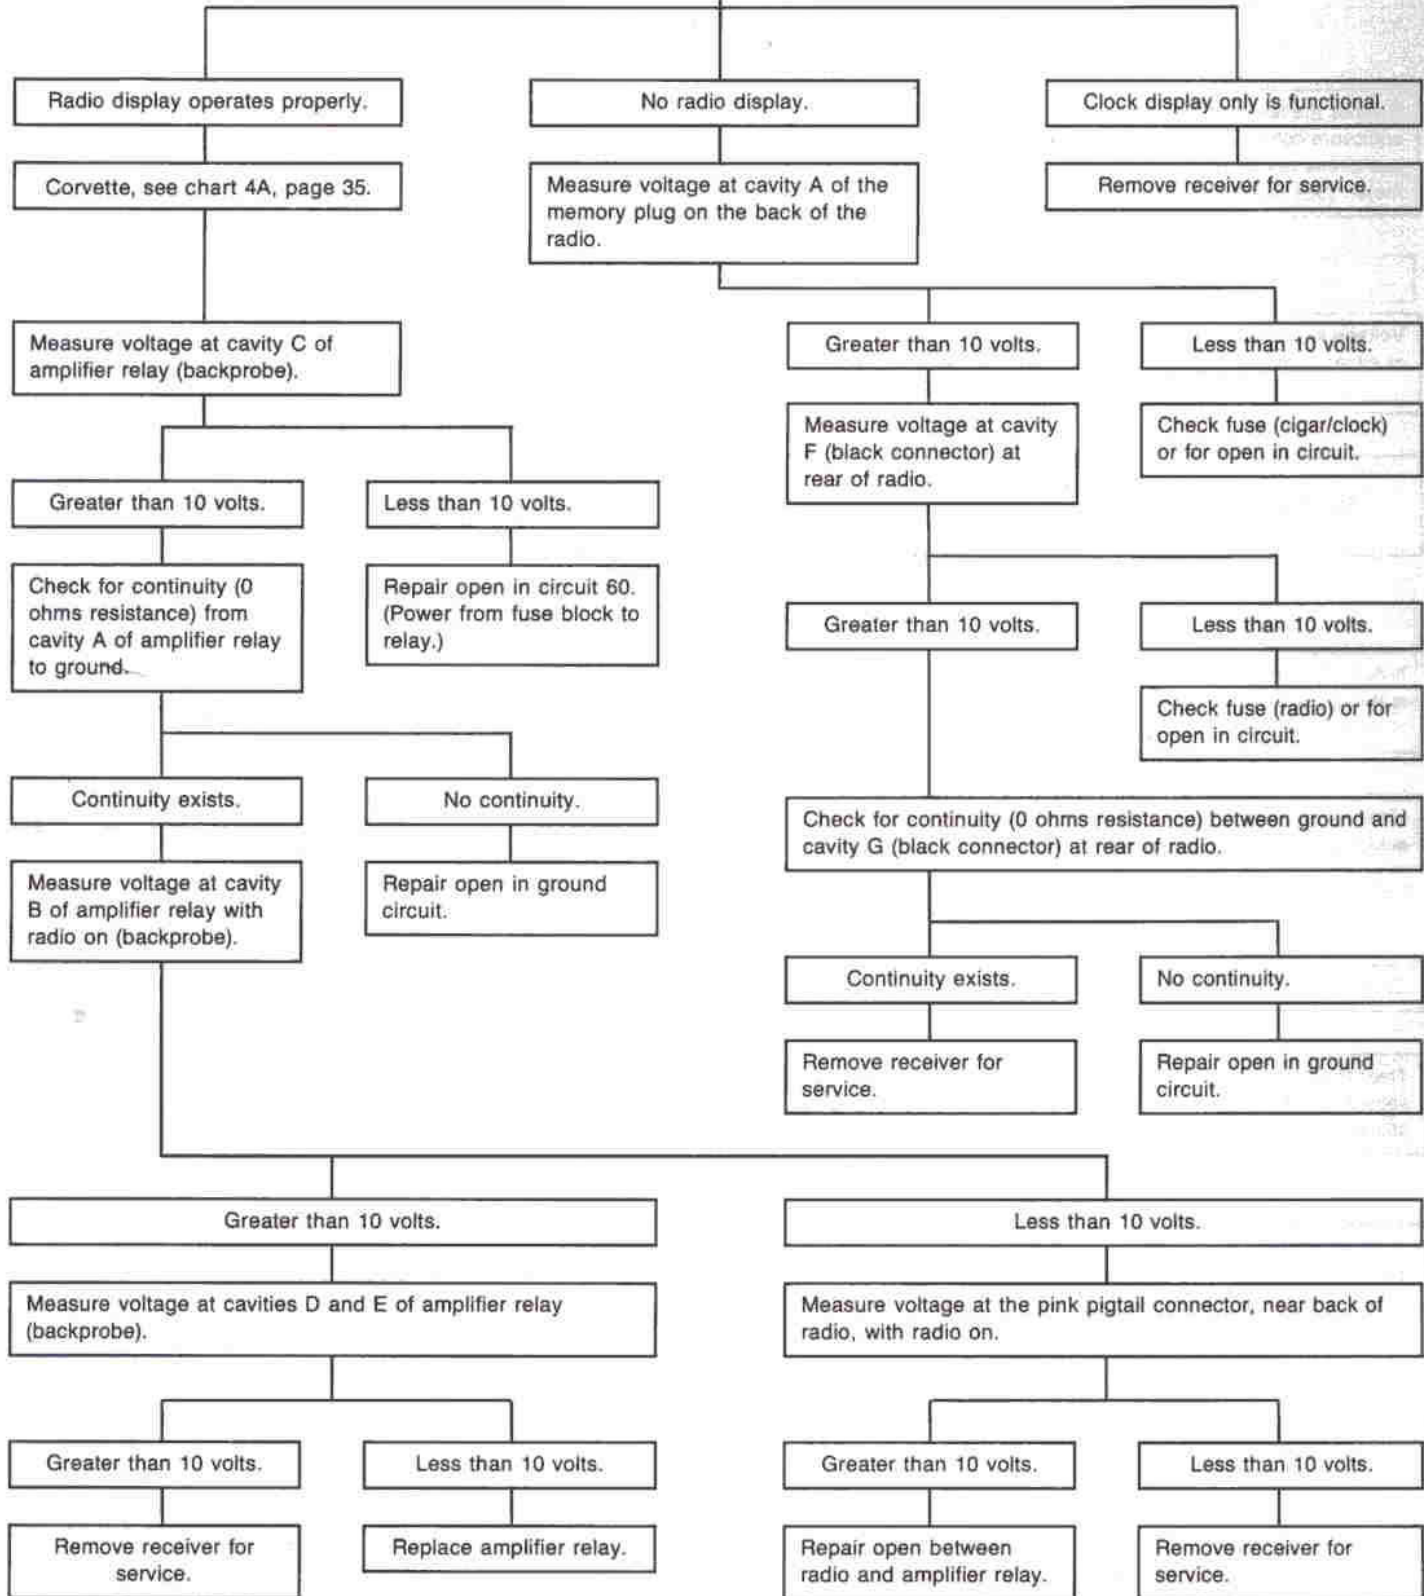 Radio display operates properly.
No radio display.
Clock display only is functional.
Corvette, see chart 4A, page 35.
Measure voltage at cavity A of the
memory plug on the back of the
radio.
Remove receiver for service.
Measure voltage at cavity C of
amplifier relay (backprobe).
Greater than 10 volts.
Less than 10 volts.
Measure voltage at cavity
F (black connector) at
rear of radio.
Check fuse (cigar/clock)
or for open in circuit.
Greater than 10 volts.
Less than 10 volts.
Check for continuity (0
ohms resistance) from
cavity A of amplifier relay
to ground.
Repair open in circuit 60.
(Power from fuse block to
relay.)
Greater than 10 volts.
Less than 10 volts.
Check fuse (radio) or for
open in circuit.
Continuity exists.
No continuity.
Check for continuity (0 ohms resistance) between ground and
cavity G (black connector) at rear of radio.
Measure voltage at cavity
B of amplifier relay with
radio on (backprobe).
Repair open in ground
circuit.
Continuity exists.
No continuity.
Remove receiver for
service.
Repair open in ground
circuit.
Greater than 10 volts.
Less than 10 volts.
Measure voltage at cavities D and E of amplifier relay
(backprobe).
Measure voltage at the pink pigtail connector, near back of
radio, with radio on.
Greater than 10 volts.
Less than 10 volts.
Greater than 10 volts.
Less than 10 volts.
Remove receiver for
service.
Replace amplifier relay.
Repair open between
radio and amplifier relay.
Remove receiver for
service.